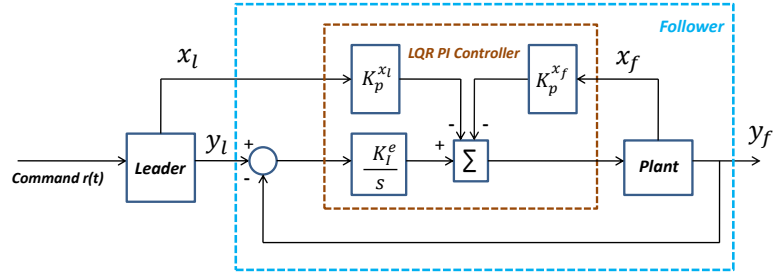 Follower
LQR PI Controller
x_l
K_p^{x_l}
K_p^{x_f}
x_f
y_l
+
-
-
-
+
y_f
Leader
K_I^e
s
Σ
Plant
Command r(t)